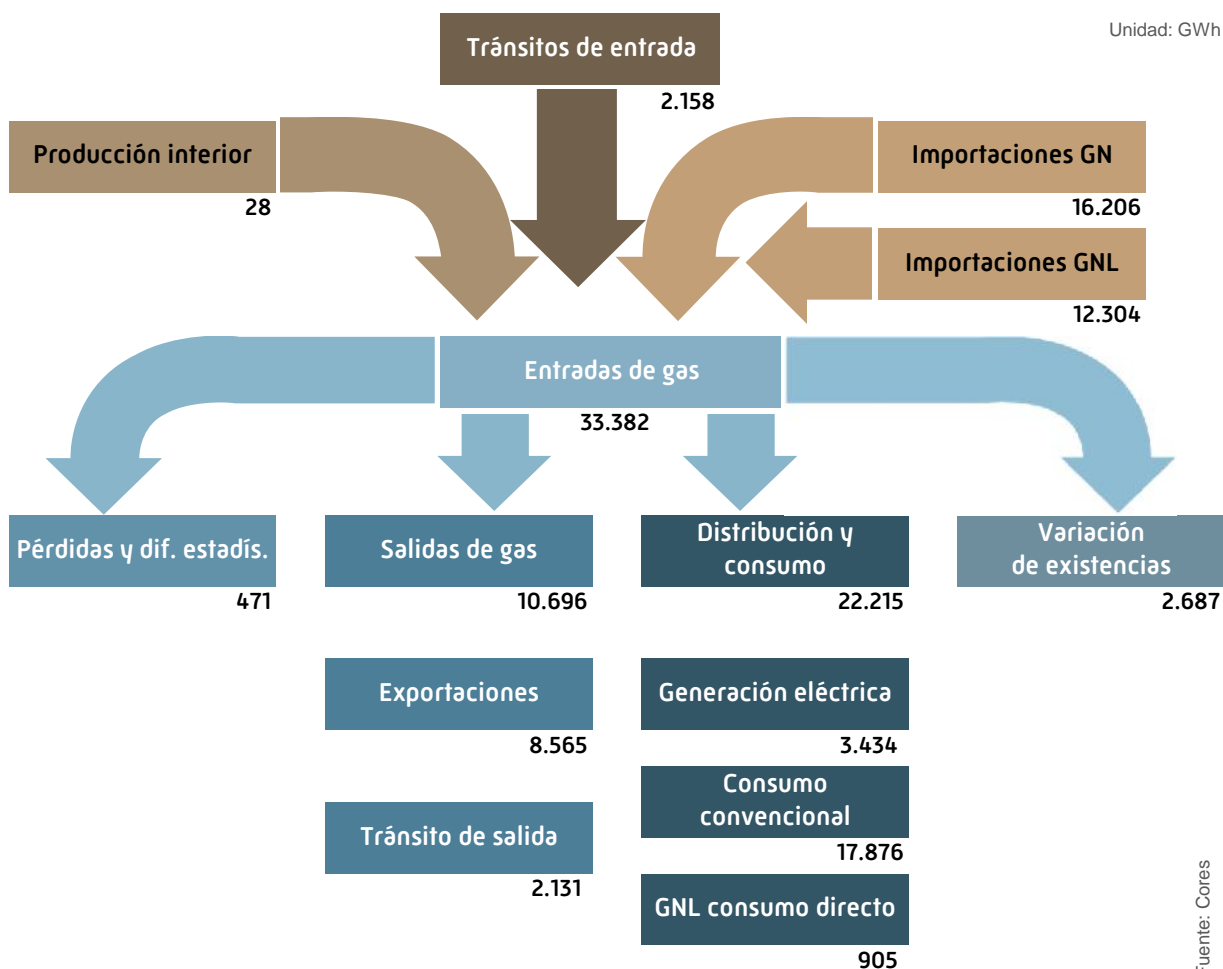 Unidad: GWh
Tránsitos de entrada
2.158
Producción interior
28
Importaciones GN
16.206
Importaciones GNL
12.304
Entradas de gas
33.382
Pérdidas y dif. estadís.
471
Salidas de gas
10.696
Distribución y
consumo
22.215
Variación
de existencias
2.687
Exportaciones
8.565
Generación eléctrica
3.434
Consumo
convencional
17.876
Tránsito de salida
2.131
GNL consumo directo
905
Fuente: Cores